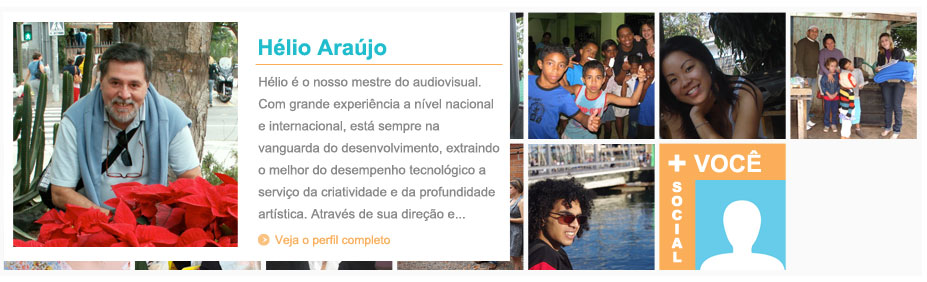 Hélio Araújo
Hélio é o nosso mestre do audiovisual.
Com grande experiência a nível nacional
e internacional, está sempre na
vanguarda do desenvolvimento, extraindo
o melhor do desempenho tecnológico a
serviço da criatividade e da profundidade
artística. Através de sua direção e...
Veja o perfil completo
+ VOCÊ
SOCIAL